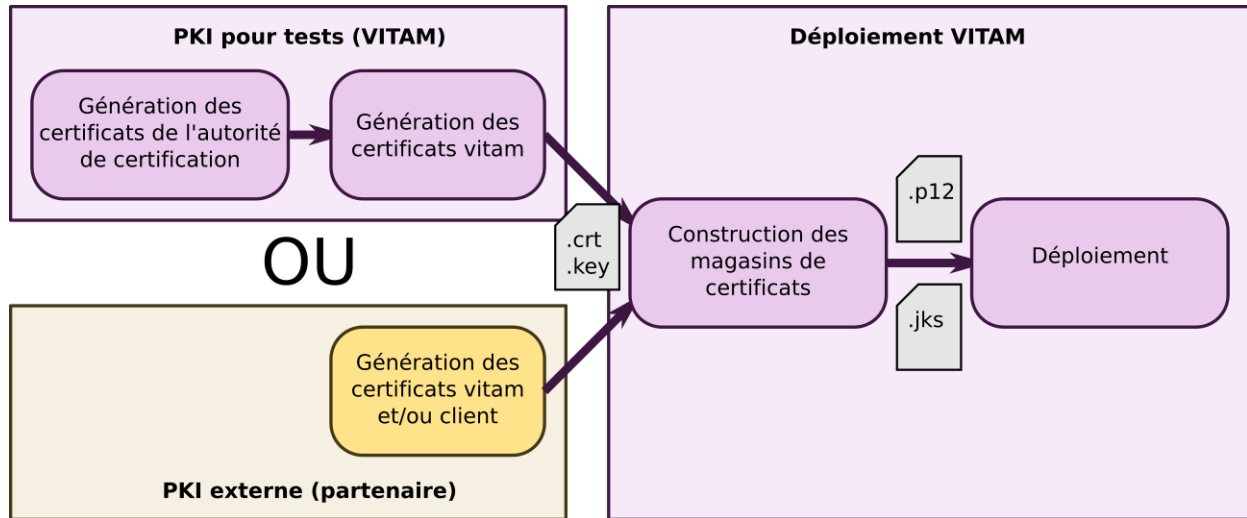 PKI pour tests (VITAM)
Génération des
certificats de l'autorité
de certification
Génération des
certificats vitam
OU
Génération des
certificats vitam
et/ou client
PKI externe (partenaire)
.crt
.key
Déploiement VITAM
Construction des
magasins de
certificats
.p12
.jks
Déploiement